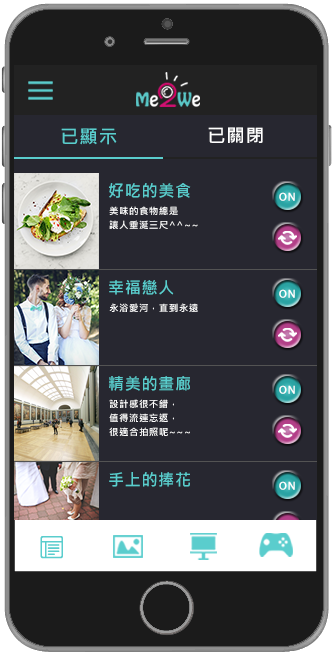 Me2We
已顯示
已關閉
好吃的美食
美味的食物總是
讓人垂涎三尺^^~~
ON
幸福戀人
永浴愛河，直到永遠
ON
精美的畫廊
設計感很不錯，
值得流連忘返，
很適合拍照呢~~~
ON
手上的捧花
ON